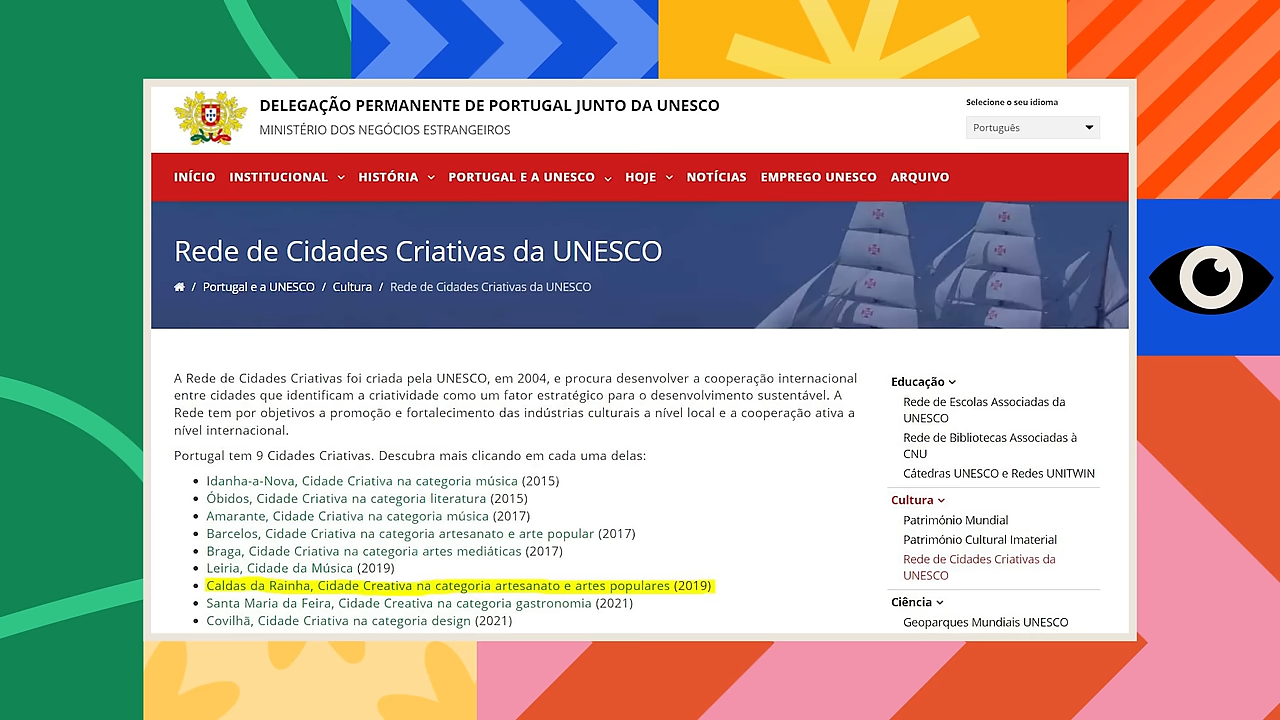 DELEGAÇÃO PERMANENTE DE PORTUGAL JUNTO DA UNESCO
MINISTÉRIO DOS NEGÓCIOS ESTRANGEIROS
Selecione o seu idioma
Português
INÍCIO INSTITUCIONAL HISTÓRIA PORTUGAL E A UNESCO HOJE NOTÍCIAS EMPREGO UNESCO ARQUIVO
Rede de Cidades Criativas da UNESCO
/ Portugal e a UNESCO / Cultura / Rede de Cidades Criativas da UNESCO
A Rede de Cidades Criativas foi criada pela UNESCO, em 2004, e procura desenvolver a cooperação internacional
entre cidades que identificam a criatividade como um fator estratégico para o desenvolvimento sustentável. A
Rede tem por objetivos a promoção e fortalecimento das indústrias culturais a nível local e a cooperação ativa a
nível internacional.
Portugal tem 9 Cidades Criativas. Descubra mais clicando em cada uma delas:
Idanha-a-Nova, Cidade Criativa na categoria música (2015)
Óbidos, Cidade Criativa na categoria literatura (2015)
Amarante, Cidade Criativa na categoria música (2017)
Barcelos, Cidade Criativa na categoria artesanato e arte popular (2017)
Braga, Cidade Criativa na categoria artes mediáticas (2017)
Leiria, Cidade da Música (2019)
Caldas da Rainha, Cidade Creativa na categoria artesanato e artes populares (2019)
Santa Maria da Feira, Cidade Creativa na categoria gastronomia (2021)
Covilhã, Cidade Criativa na categoria design (2021)
Educação
Rede de Escolas Associadas da
UNESCO
Rede de Bibliotecas Associadas à
CNU
Cátedras UNESCO e Redes UNITWIN
Cultura
Património Mundial
Património Cultural Imaterial
Rede de Cidades Criativas da
UNESCO
Ciência
Geoparques Mundiais UNESCO